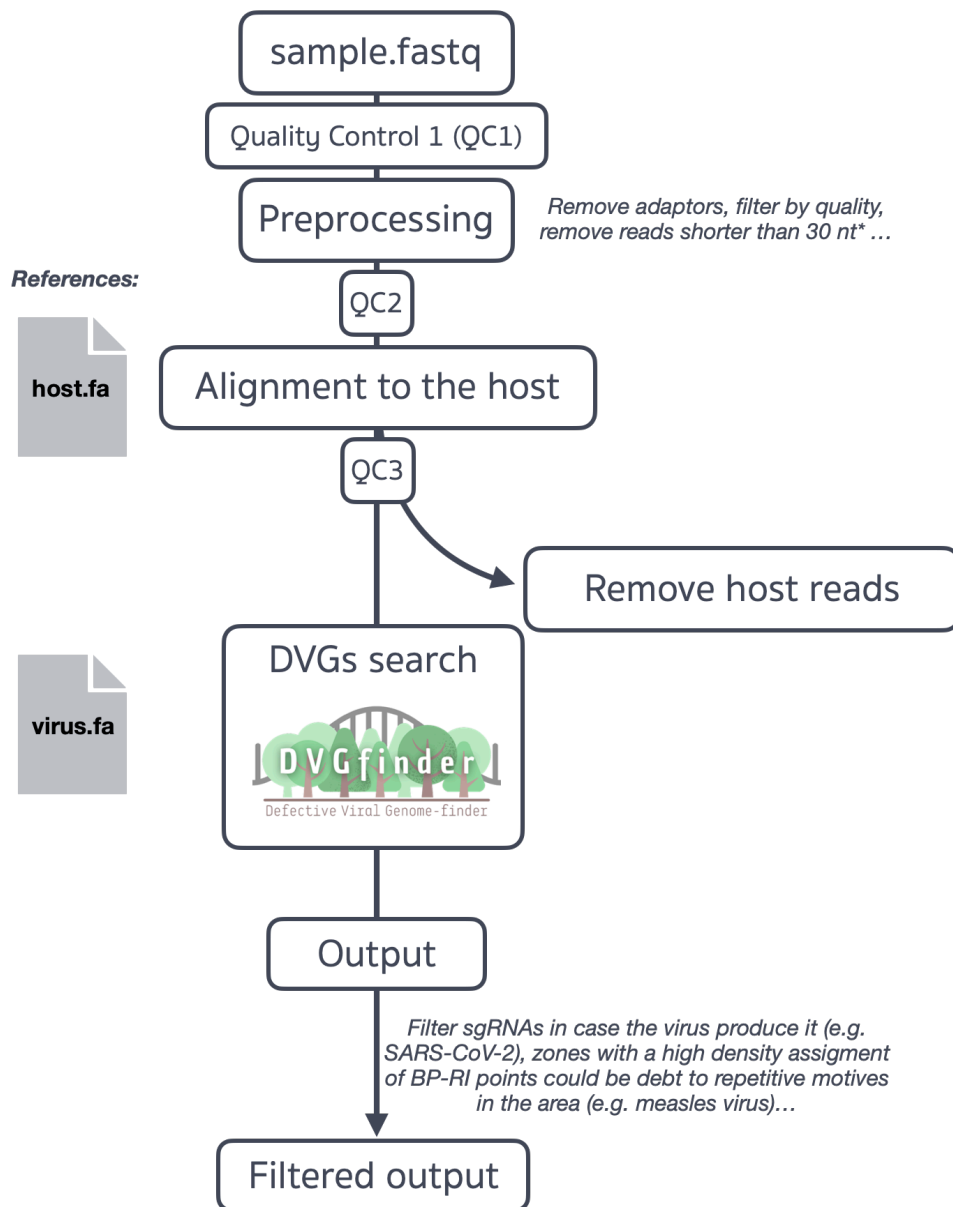 sample.fastq
Quality Control 1 (QC1)
Preprocessing
Remove adaptors, filter by quality,
remove reads shorter than 30 nt* …
References:
QC2
host.fa
Alignment to the host
QC3
Remove host reads
DVGs search
virus.fa
DVGfinder
Defective Viral Genome-finder
Output
Filter sgRNAs in case the virus produce it (e.g.
SARS-CoV-2), zones with a high density assigment
of BP-RI points could be debt to repetitive motives
in the area (e.g. measles virus)…
Filtered output